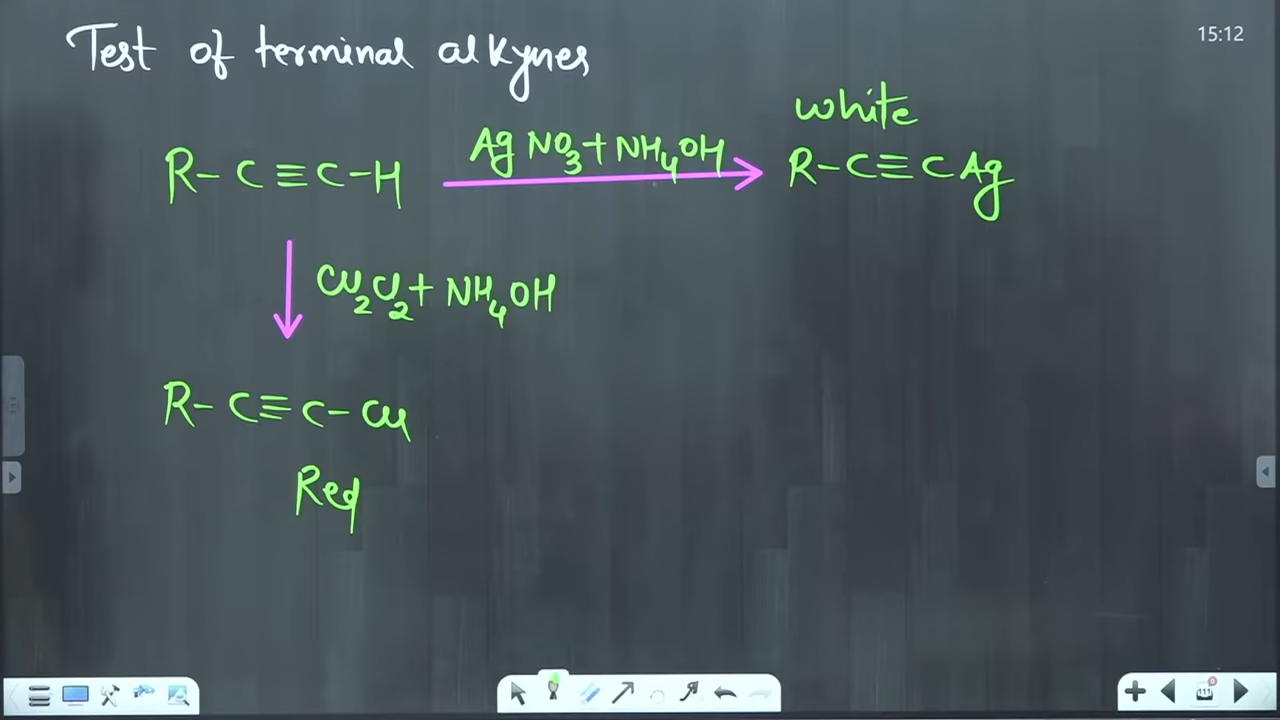 Test of terminal alkynes
15:12
white
AgNO₃+NH₄OH
R-C≡C-H
R-C≡CAg
Cu₂Cl₂+ NH₄OH
R-C≡C-Cu
Red